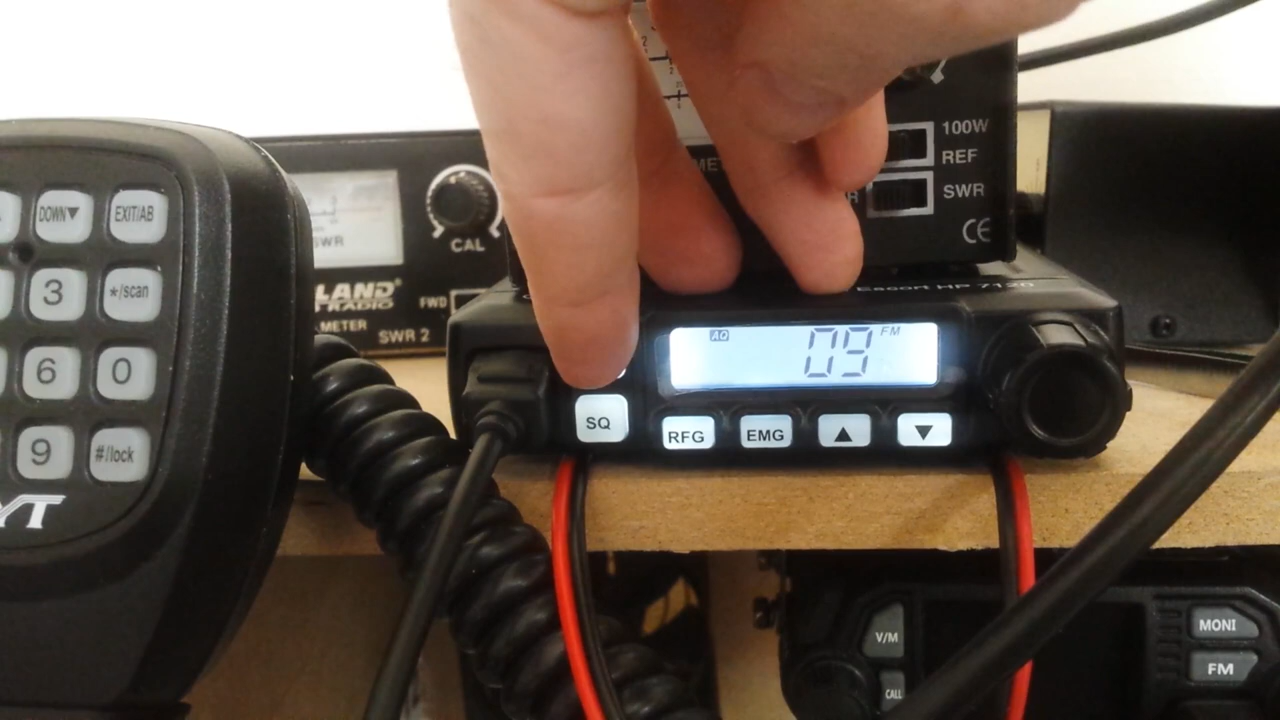 DOWN▼
EXIT/AB
3
*/scan
6
0
9
#/lock
YT
SWR
CAL
LAND®
RADIO
METER
FWD
SWR 2
100W
REF
SWR
CE
Escort HP 7120
AQ
09
FM
SQ
RFG
EMG
▲
▼
V/M
CALL
MONI
FM